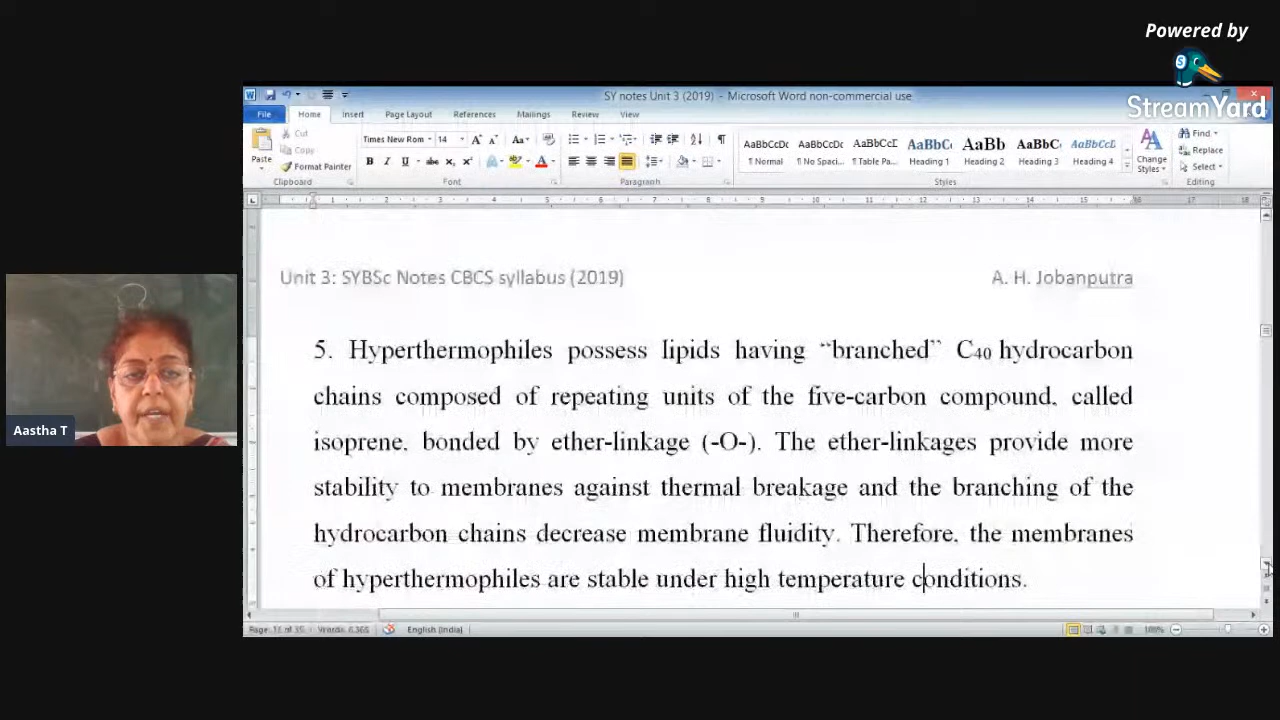 Powered by
StreamYard
SY notes Unit 3 (2019) - Microsoft Word non-commercial use
File Home Insert Page Layout References Mailings Review View
Cut
Copy
Format Painter
Paste
Clipboard
Times New Rom 14
Font
Paragraph
AaBbCcDc AaBbCcDc AaBbCcD AaBbC AaBb AaBbC AaBbCcD
¶ Normal ¶ No Spaci... ¶ Table Pa... Heading 1 Heading 2 Heading 3 Heading 4
Change
Styles
Styles
Find
Replace
Select
Editing
Unit 3: SYBSc Notes CBCS syllabus (2019) A. H. Jobanputra
5. Hyperthermophiles possess lipids having “branched” C40 hydrocarbon
chains composed of repeating units of the five-carbon compound, called
isoprene, bonded by ether-linkage (-O-). The ether-linkages provide more
stability to membranes against thermal breakage and the branching of the
hydrocarbon chains decrease membrane fluidity. Therefore, the membranes
of hyperthermophiles are stable under high temperature conditions.
Aastha T
English (India)